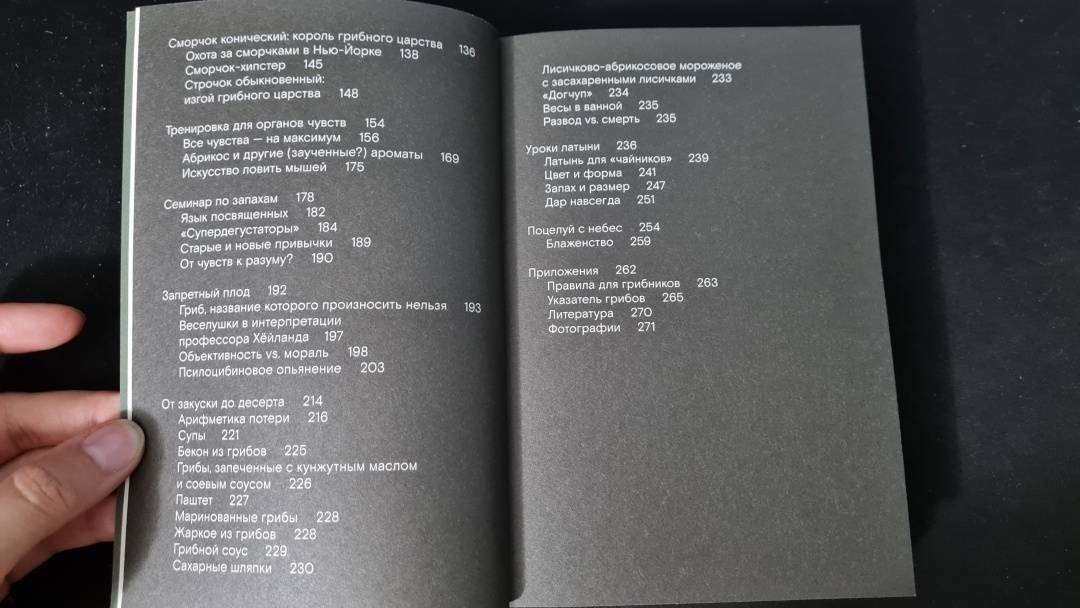 Сморчок конический: король грибного царства 136
Охота за сморчками в Нью-Йорке 138
Сморчок-хипстер 145
Строчок обыкновенный:
изгой грибного царства 148
Тренировка для органов чувств 154
Все чувства — на максимум 156
Абрикос и другие (заученные?) ароматы 169
Искусство ловить мышей 175
Семинар по запахам 178
Язык посвященных 182
«Супердегустаторы» 184
Старые и новые привычки 189
От чувств к разуму? 190
Запретный плод 192
Гриб, название которого произносить нельзя 193
Веселушки в интерпретации
профессора Хёйланда 197
Объективность vs. мораль 198
Псилоцибиновое опьянение 203
От закуски до десерта 214
Арифметика потери 216
Супы 221
Бекон из грибов 225
Грибы, запеченные с кунжутным маслом
и соевым соусом 226
Паштет 227
Маринованные грибы 228
Жаркое из грибов 228
Грибной соус 229
Сахарные шляпки 230
Лисичково-абрикосовое мороженое
с засахаренными лисичками 233
«Догчуп» 234
Весы в ванной 235
Развод vs. смерть 235
Уроки латыни 236
Латынь для «чайников» 239
Цвет и форма 241
Запах и размер 247
Дар навсегда 251
Поцелуй с небес 254
Блаженство 259
Приложения 262
Правила для грибников 263
Указатель грибов 265
Литература 270
Фотографии 271